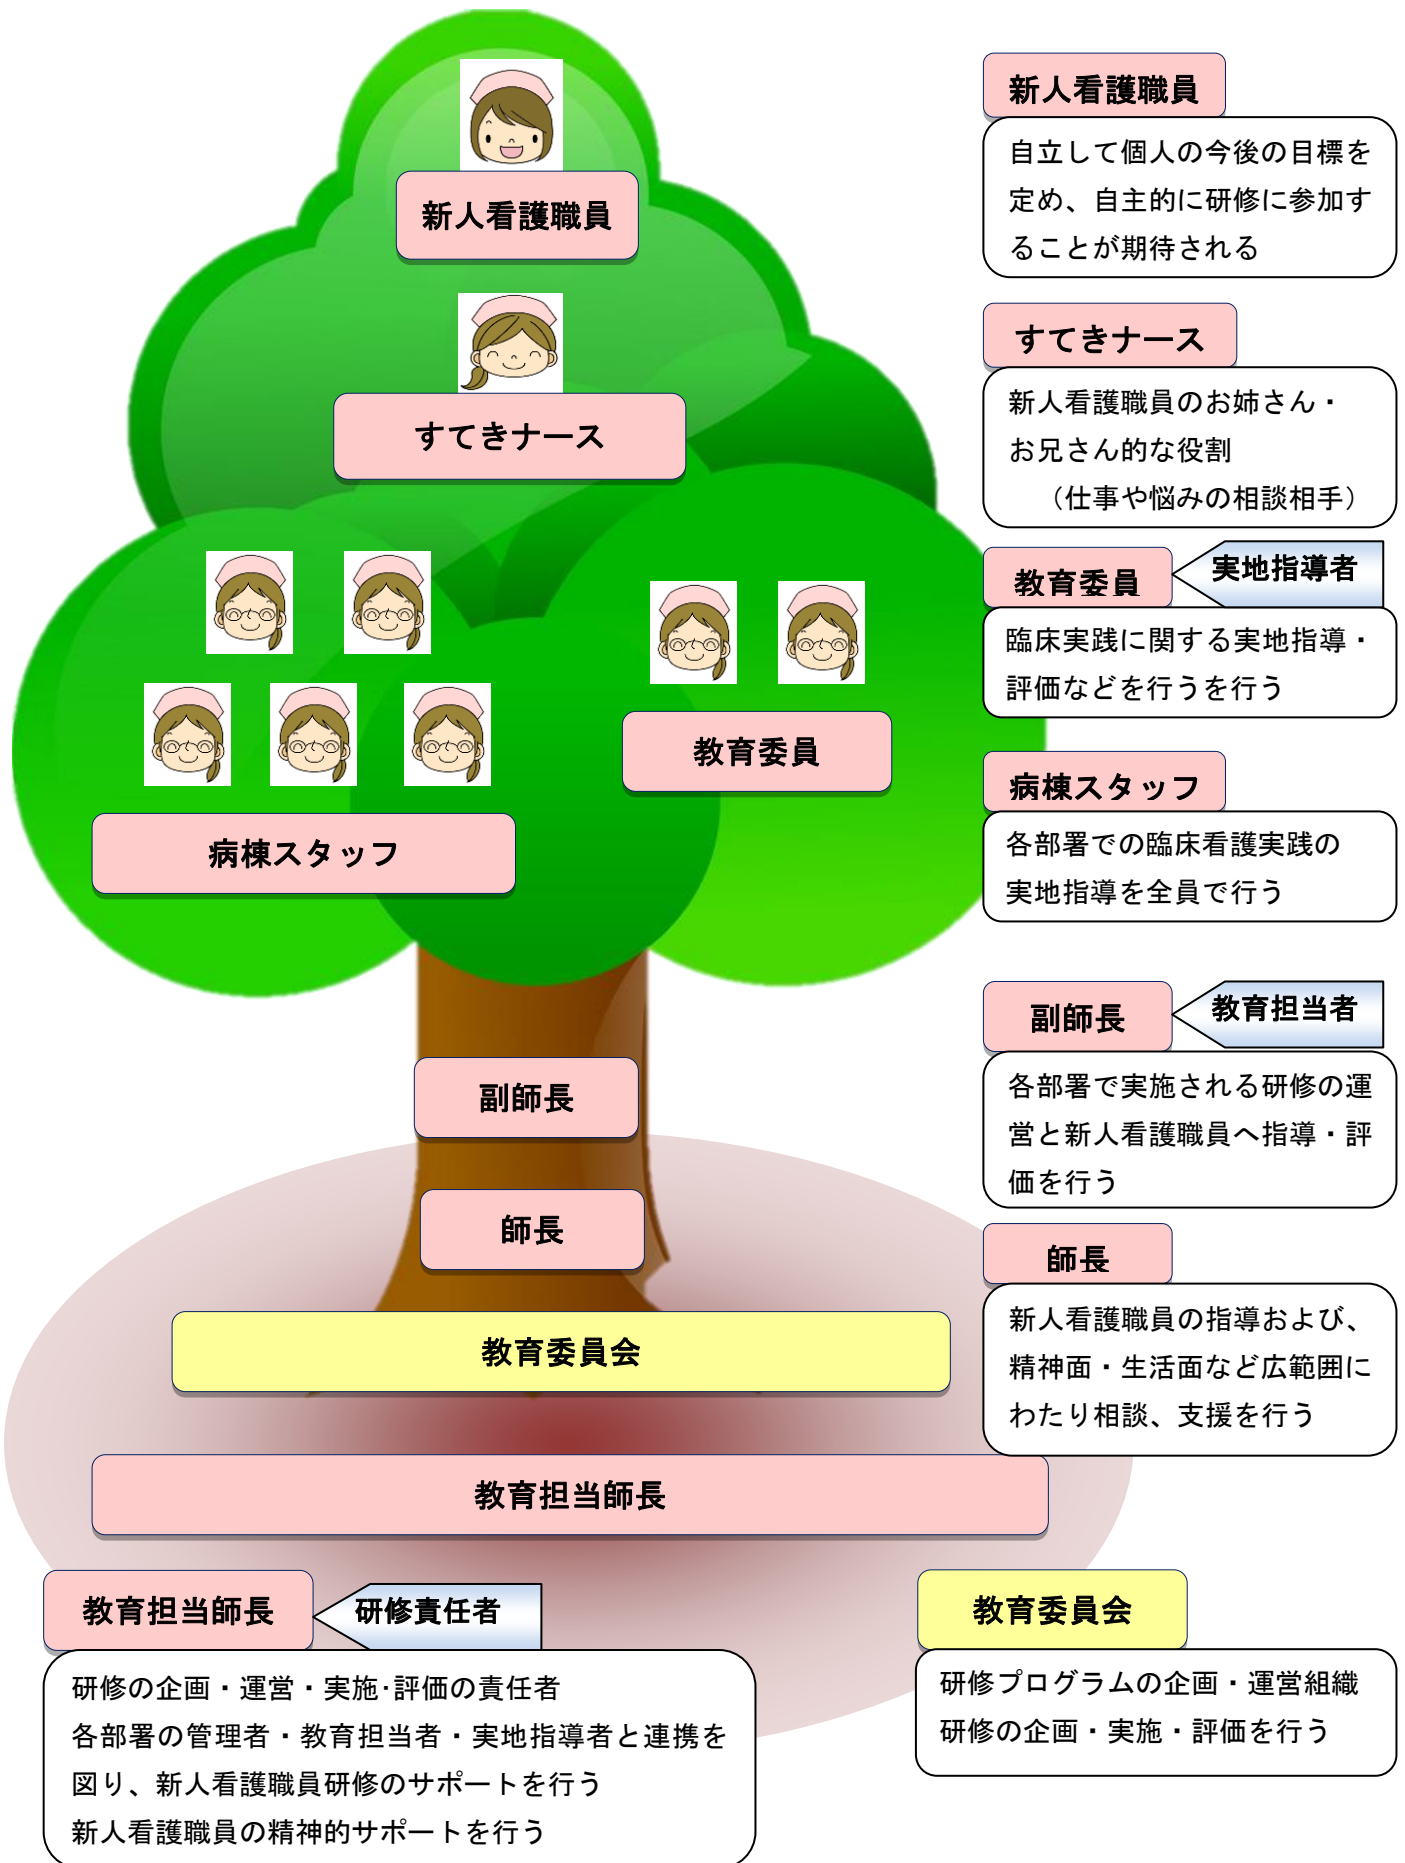 新人看護職員
すてきナース
教育委員
病棟スタッフ
副師長
師長
教育委員会
教育担当師長
新人看護職員
自立して個人の今後の目標を
定め、自主的に研修に参加す
ることが期待される
すてきナース
新人看護職員のお姉さん・
お兄さん的な役割
（仕事や悩みの相談相手）
教育委員
実地指導者
臨床実践に関する実地指導・
評価などを行うを行う
病棟スタッフ
各部署での臨床看護実践の
実地指導を全員で行う
副師長
教育担当者
各部署で実施される研修の運
営と新人看護職員へ指導・評
価を行う
師長
新人看護職員の指導および、
精神面・生活面など広範囲に
わたり相談、支援を行う
教育担当師長
研修責任者
研修の企画・運営・実施･評価の責任者
各部署の管理者・教育担当者・実地指導者と連携を
図り、新人看護職員研修のサポートを行う
新人看護職員の精神的サポートを行う
教育委員会
研修プログラムの企画・運営組織
研修の企画・実施・評価を行う